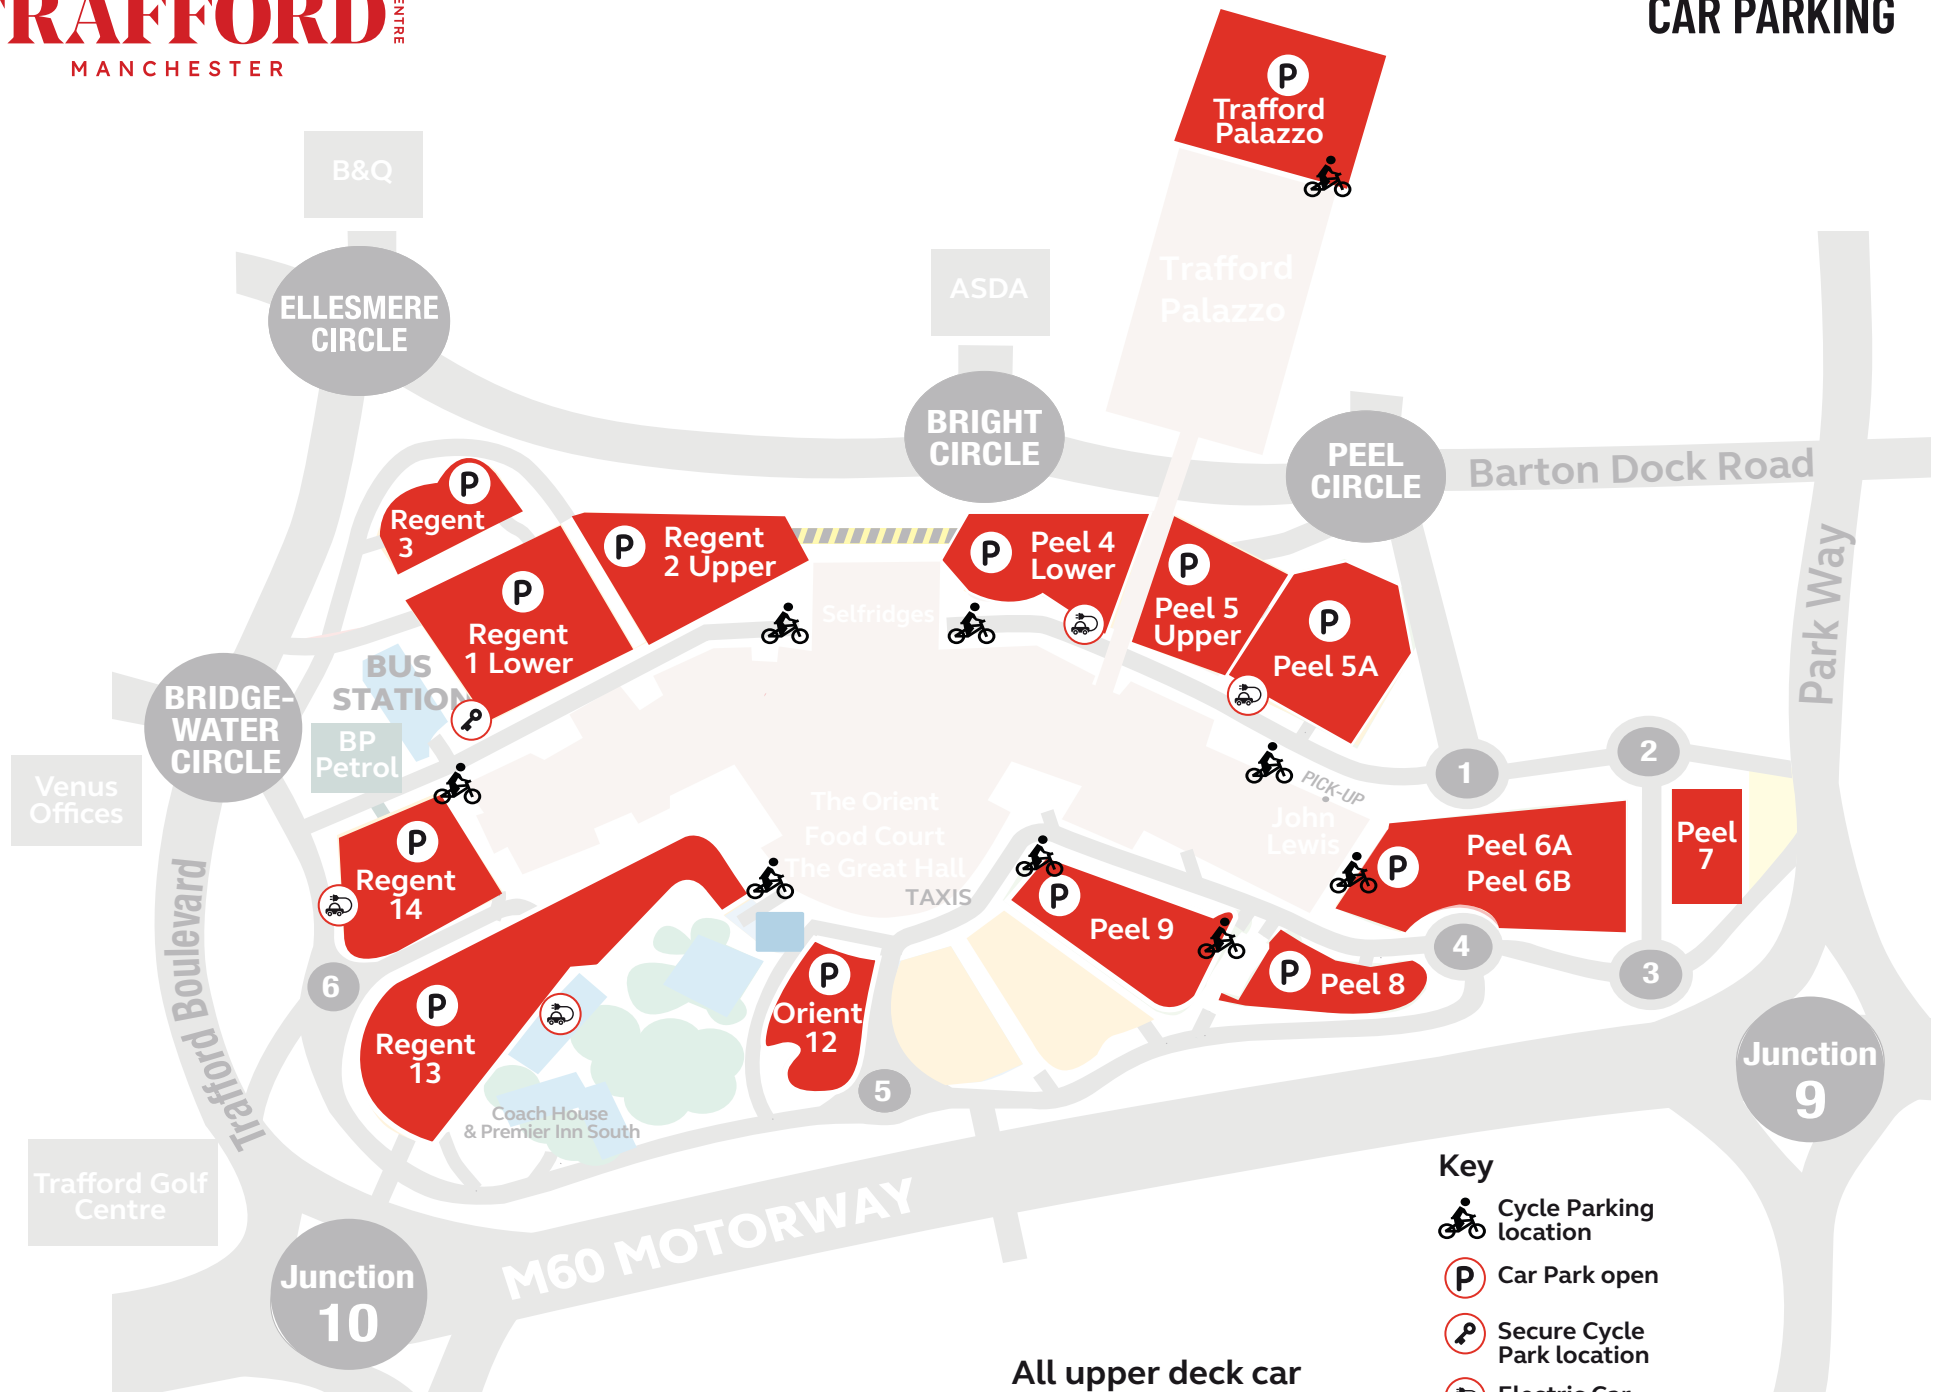 TRAFFORD
CENTRE
MANCHESTER
CAR PARKING
P
Trafford
Palazzo
B&Q
Trafford
Palazzo
ASDA
ELLESMERE
CIRCLE
BRIGHT
CIRCLE
PEEL
CIRCLE
Barton Dock Road
Park Way
P
Regent
3
P
Regent
2 Upper
P
Peel 4
Lower
P
Peel 5
Upper
P
Peel 5A
P
Regent
1 Lower
Selfridges
BUS
STATION
BRIDGE-
WATER
CIRCLE
BP
Petrol
Venus
Offices
PICK-UP
1
2
The Orient
Food Court
The Great Hall
TAXIS
John
Lewis
P
Peel 6A
Peel 6B
Peel
7
P
Regent
14
P
Peel 9
4
3
P
Peel 8
6
Trafford Boulevard
P
Regent
13
P
Orient
12
5
Coach House
& Premier Inn South
Junction
9
Trafford Golf
Centre
M60 MOTORWAY
Junction
10
Key
Cycle Parking
location
P
Car Park open
Secure Cycle
Park location
Electric Car
All upper deck car